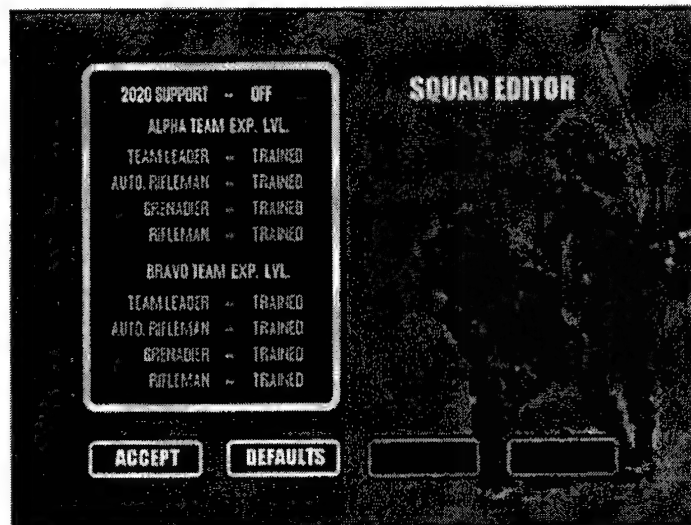 SQUAD EDITOR
2020 SUPPORT - OFF
ALPHA TEAM EXP. LVL.
TEAM LEADER - TRAINED
AUTO. RIFLEMAN - TRAINED
GRENADIER - TRAINED
RIFLEMAN - TRAINED
BRAVO TEAM EXP. LVL.
TEAM LEADER - TRAINED
AUTO. RIFLEMAN - TRAINED
GRENADIER - TRAINED
RIFLEMAN - TRAINED
ACCEPT DEFAULTS